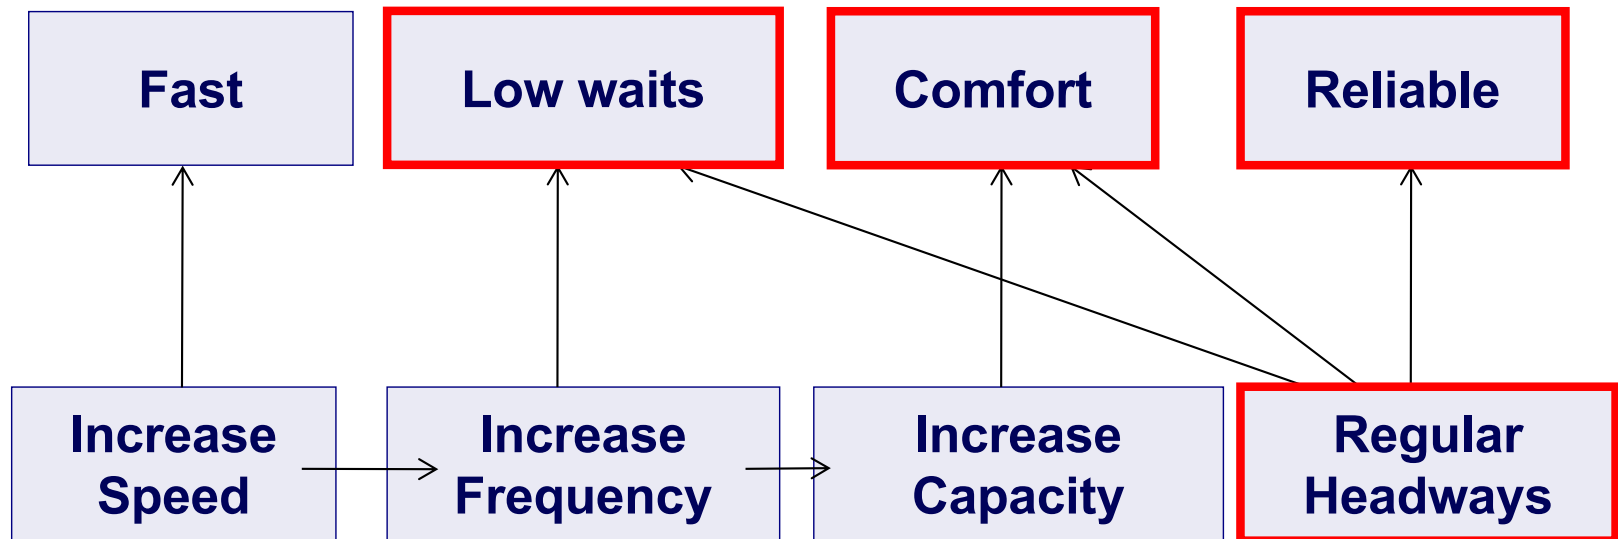 Fast
Low waits
Comfort
Reliable
Increase
Speed
Increase
Frequency
Increase
Capacity
Regular
Headways